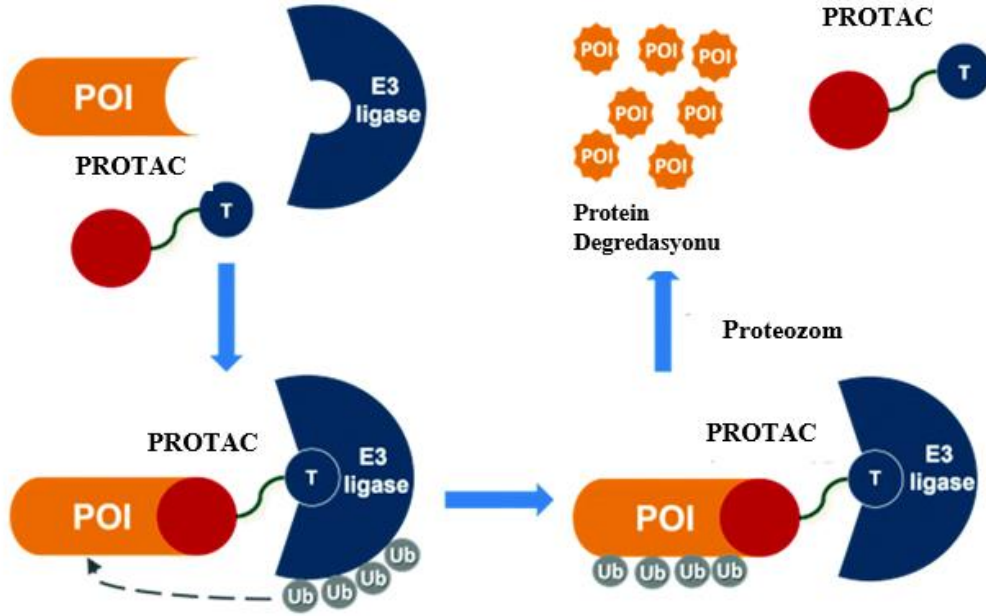 POI
E3
ligase
PROTAC
T
PROTAC
POI
E3
ligase
T
Ub
Ub
Ub
Ub
PROTAC
POI
E3
ligase
T
Ub
Ub
Ub
Ub
Proteozom
Protein
Degredasyonu
POI
POI
POI
POI
POI
POI
POI
PROTAC
T